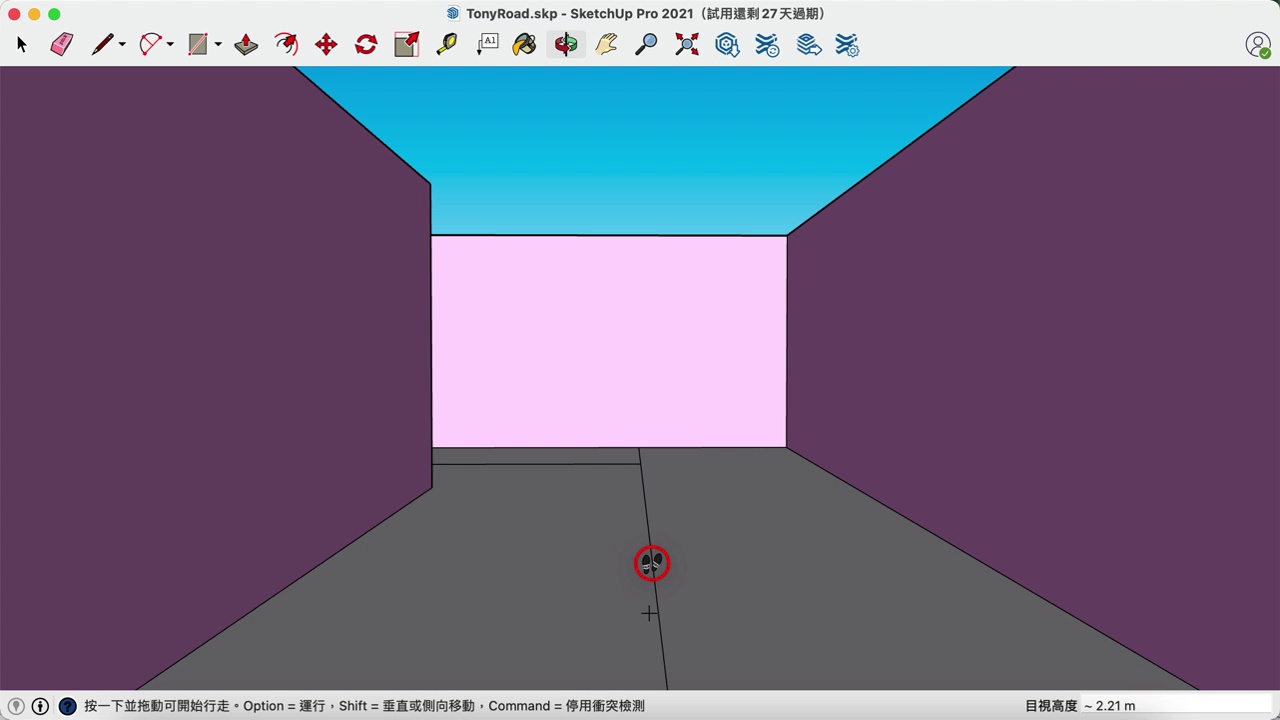 TonyRoad.skp - SketchUp Pro 2021（試用還剩 27 天過期）
A1
按一下並拖動可開始行走。Option = 運行，Shift = 垂直或側向移動，Command = 停用衝突檢測
目視高度 ~ 2.21 m